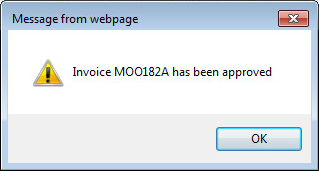 Message from webpage
Invoice MOO182A has been approved
OK